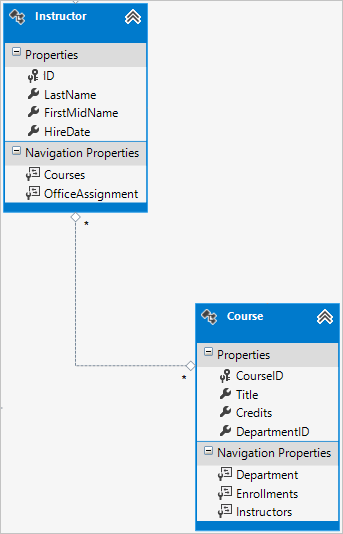 Instructor
Properties
ID
LastName
FirstMidName
HireDate
Navigation Properties
Courses
OfficeAssignment
*
*
Course
Properties
CourseID
Title
Credits
DepartmentID
Navigation Properties
Department
Enrollments
Instructors